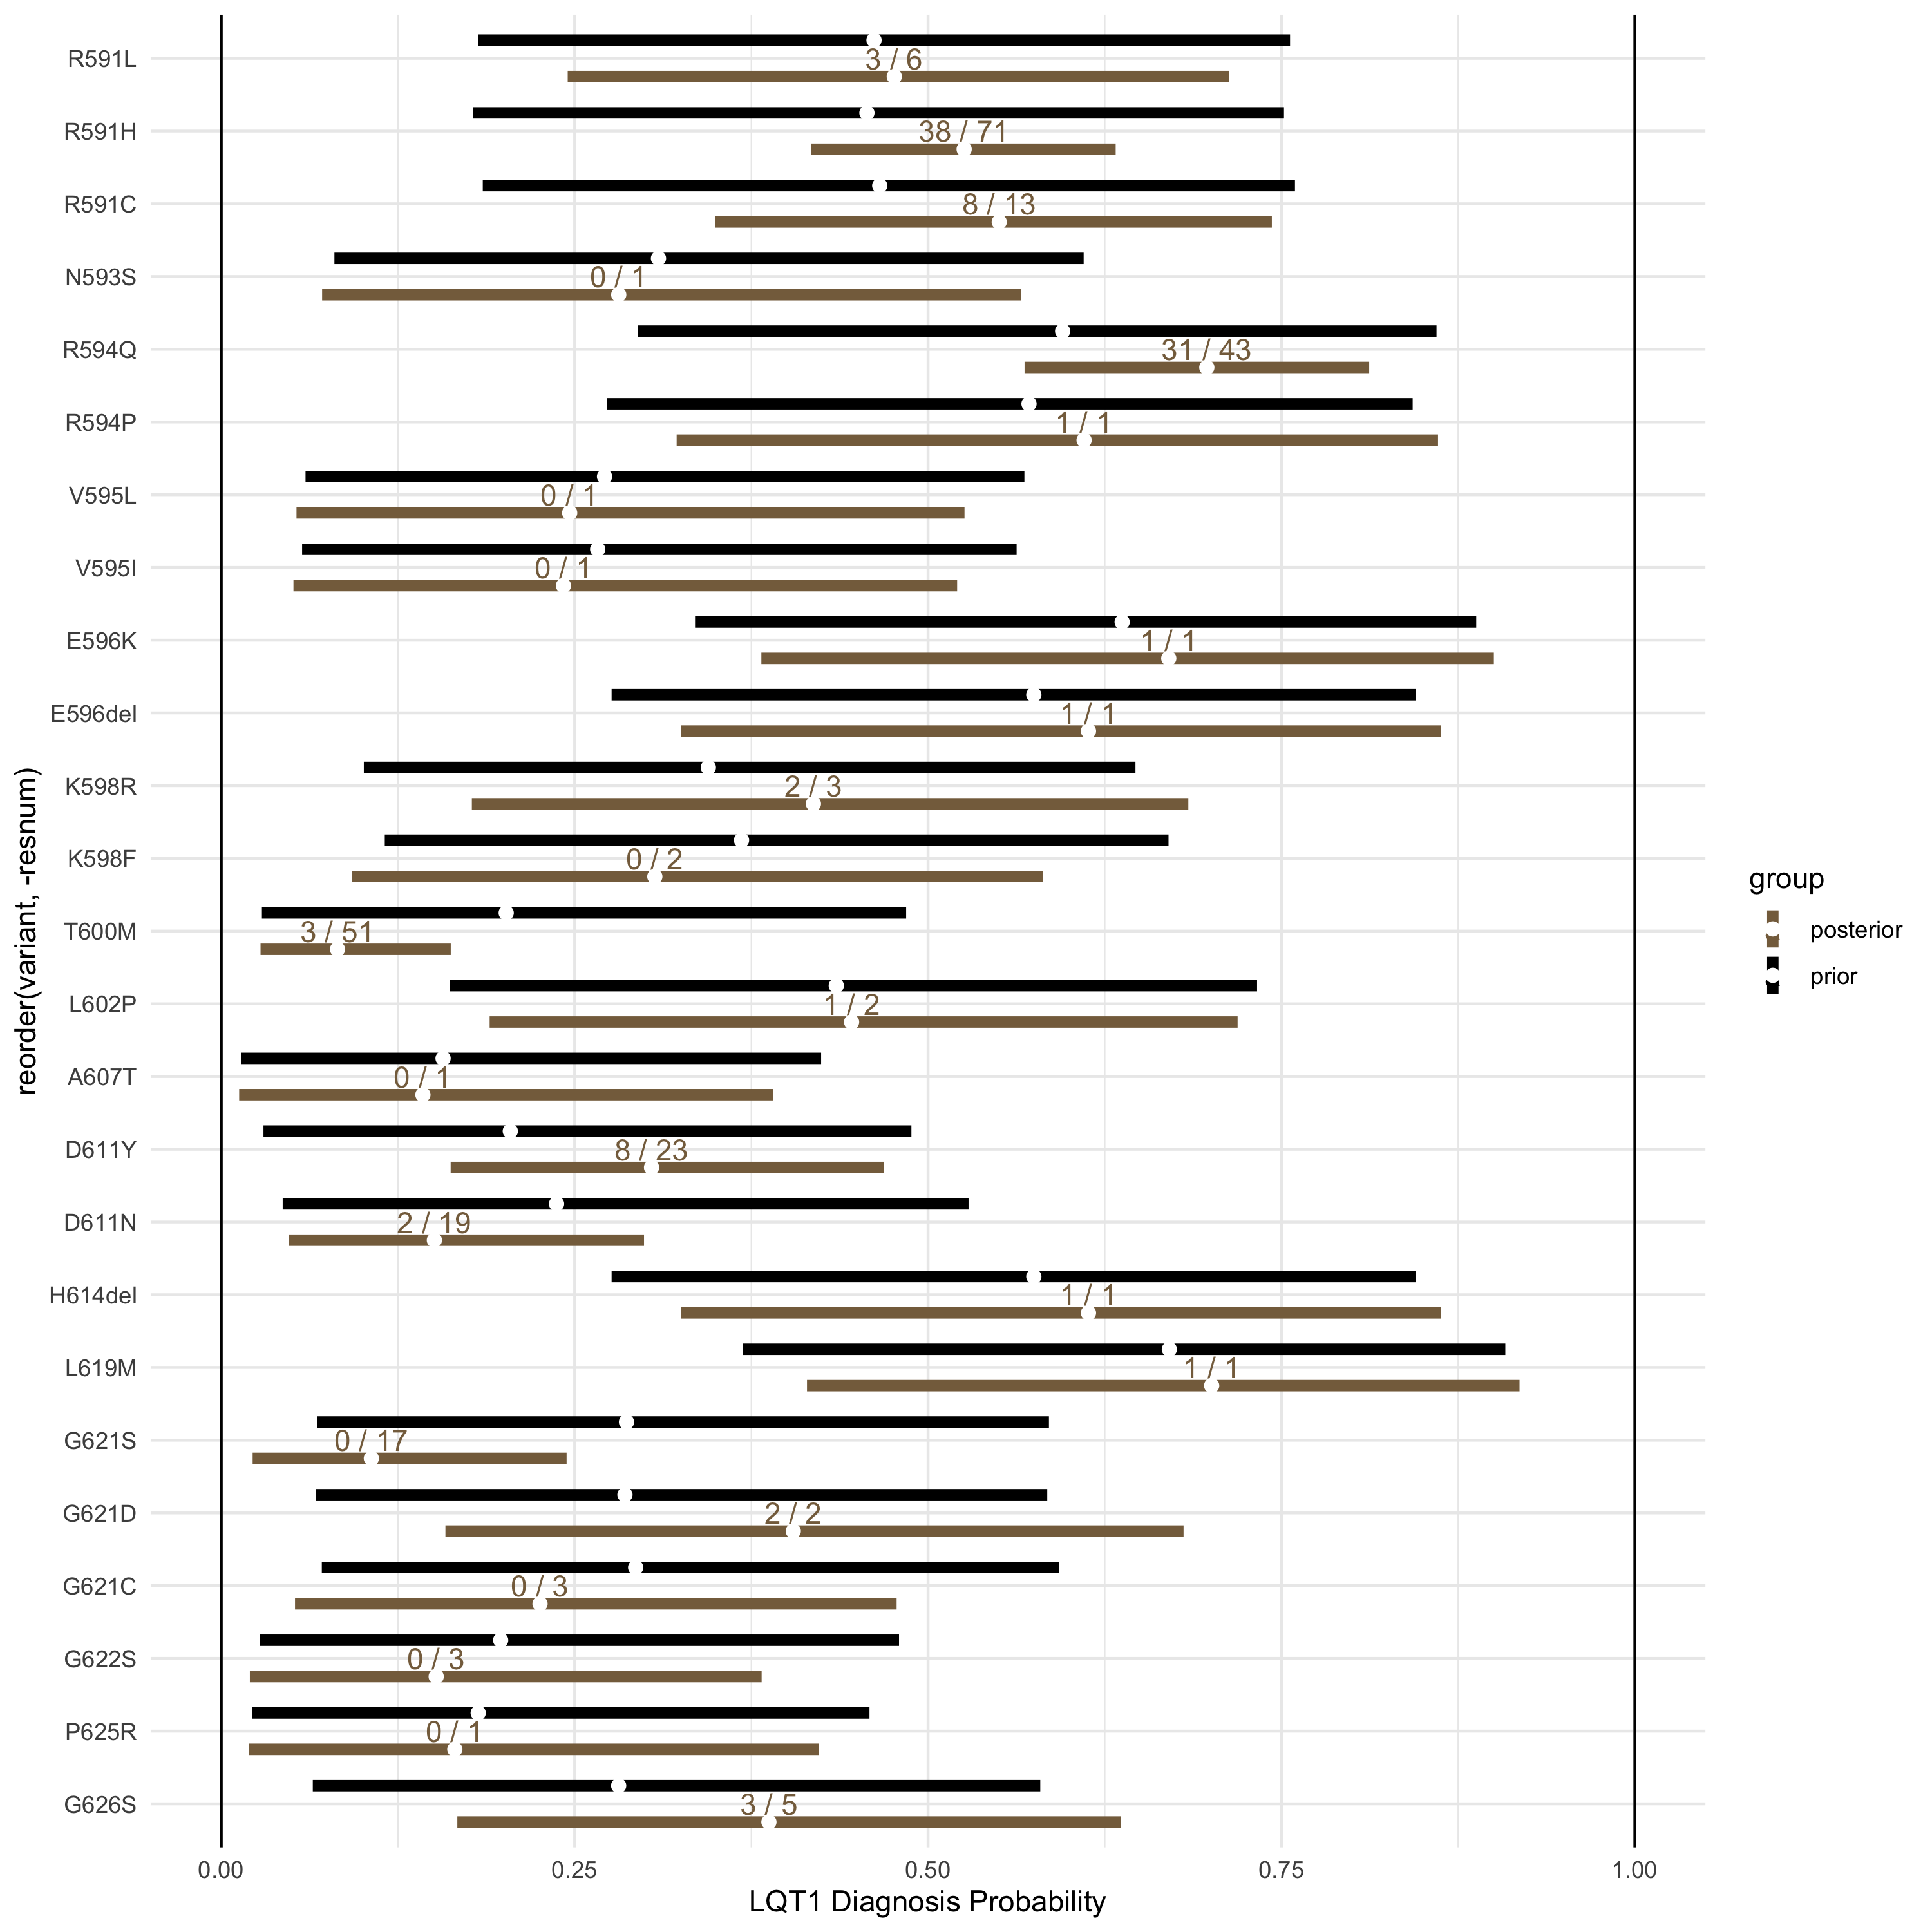 R591L
3 / 6
R591H
38 / 71
R591C
8 / 13
N593S
0 / 1
R594Q
31 / 43
R594P
1 / 1
V595L
0 / 1
V595I
0 / 1
E596K
1 / 1
E596del
1 / 1
K598R
2 / 3
K598F
0 / 2
T600M
3 / 51
L602P
1 / 2
A607T
0 / 1
D611Y
8 / 23
D611N
2 / 19
H614del
1 / 1
L619M
1 / 1
G621S
0 / 17
G621D
2 / 2
G621C
0 / 3
G622S
0 / 3
P625R
0 / 1
G626S
3 / 5
reorder(variant, -resnum)
0.00 0.25 0.50 0.75 1.00
LQT1 Diagnosis Probability
group
posterior
prior